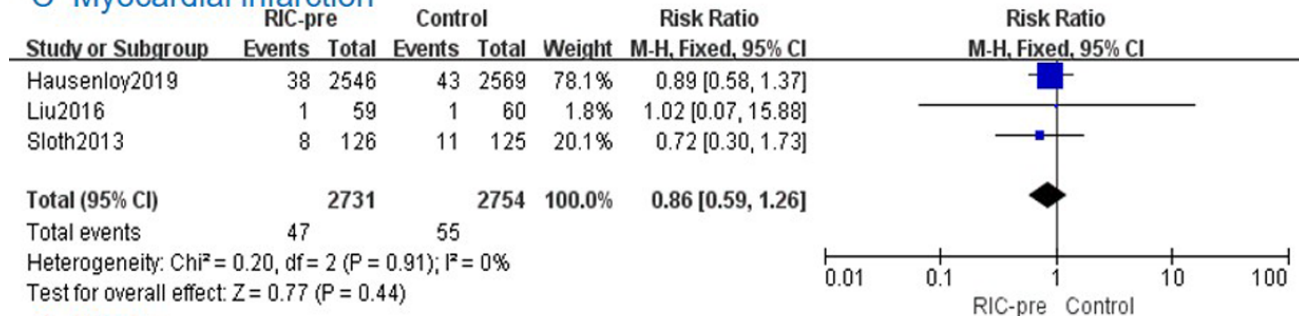 C Myocardial infarction
RIC-pre Control Risk Ratio Risk Ratio
Study or Subgroup Events Total Events Total Weight M-H, Fixed, 95% CI M-H, Fixed, 95% CI
Hausenloy2019 38 2546 43 2569 78.1% 0.89 [0.58, 1.37]
Liu2016 1 59 1 60 1.8% 1.02 [0.07, 15.88]
Sloth2013 8 126 11 125 20.1% 0.72 [0.30, 1.73]
Total (95% CI) 2731 2754 100.0% 0.86 [0.59, 1.26]
Total events 47 55
Heterogeneity: Chi² = 0.20, df = 2 (P = 0.91); I² = 0%
Test for overall effect: Z = 0.77 (P = 0.44)
0.01 0.1 1 10 100
RIC-pre Control